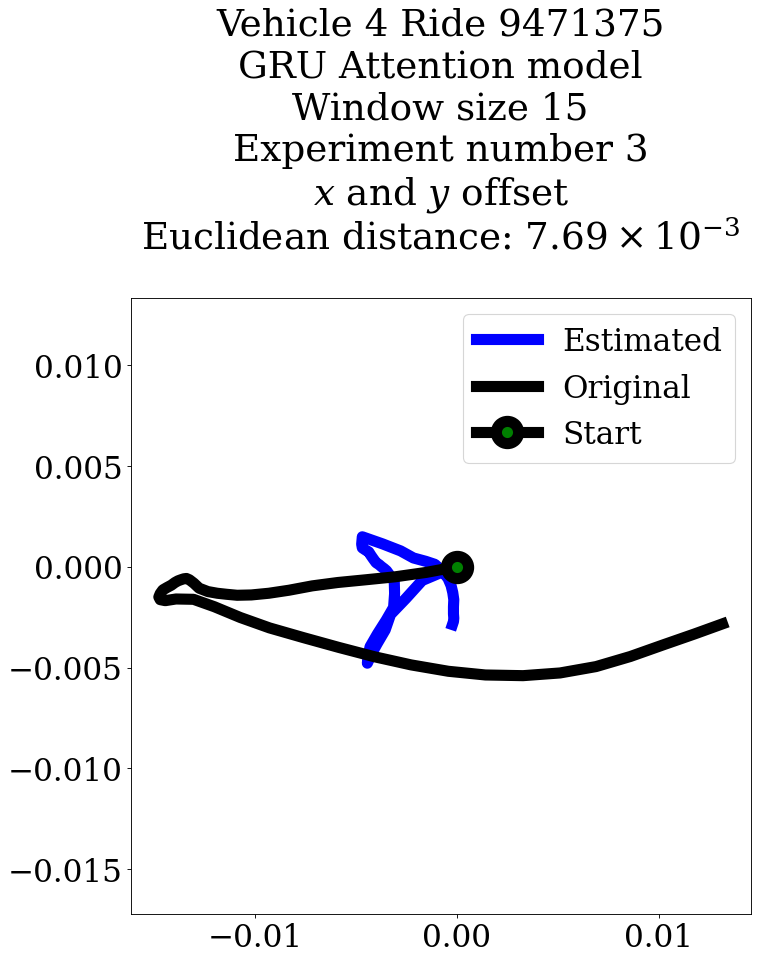 Vehicle 4 Ride 9471375
GRU Attention model
Window size 15
Experiment number 3
x and y offset
Euclidean distance: 7.69 × 10⁻³
Estimated
Original
Start
0.010
0.005
0.000
−0.005
−0.010
−0.015
−0.01 0.00 0.01